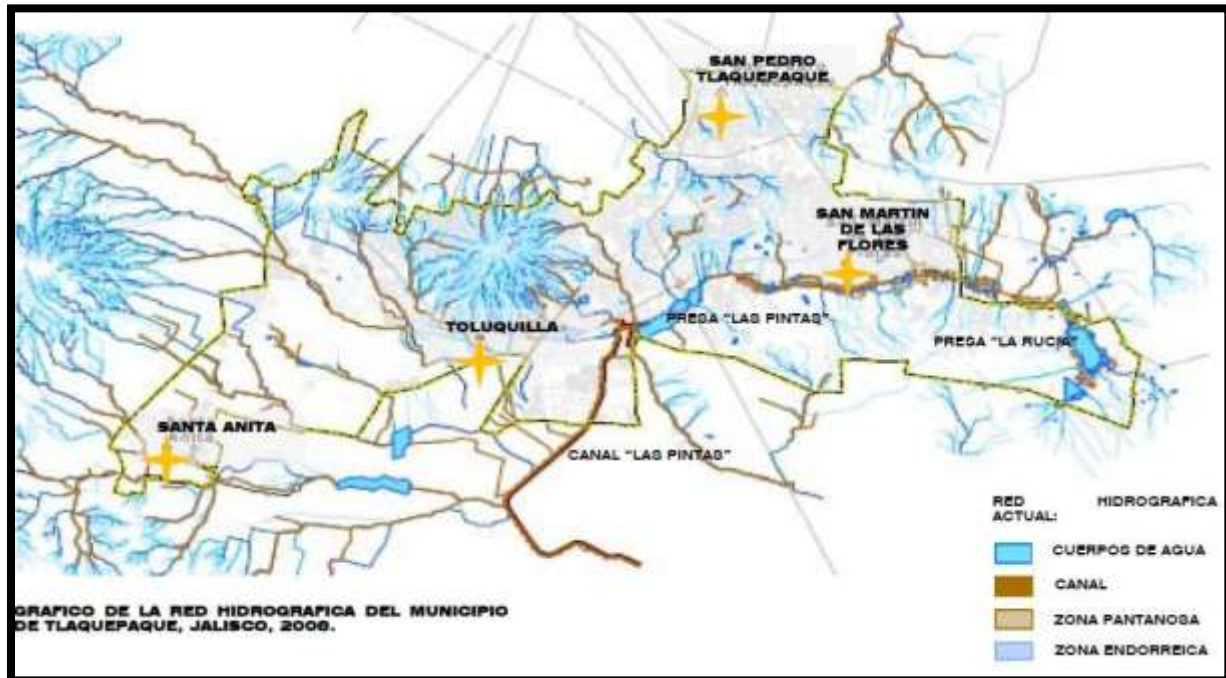 SAN PEDRO
TLAQUEPAQUE
SAN MARTIN
DE LAS
FLORES
TOLUQUILLA
PRESA "LAS PINTAS"
PRESA "LA RUCIA"
SANTA ANITA
CANAL "LAS PINTAS"
RED HIDROGRAFICA
ACTUAL:
CUERPOS DE AGUA
CANAL
ZONA PANTANOSA
ZONA ENDORREICA
GRAFICO DE LA RED HIDROGRAFICA DEL MUNICIPIO
DE TLAQUEPAQUE, JALISCO, 2008.